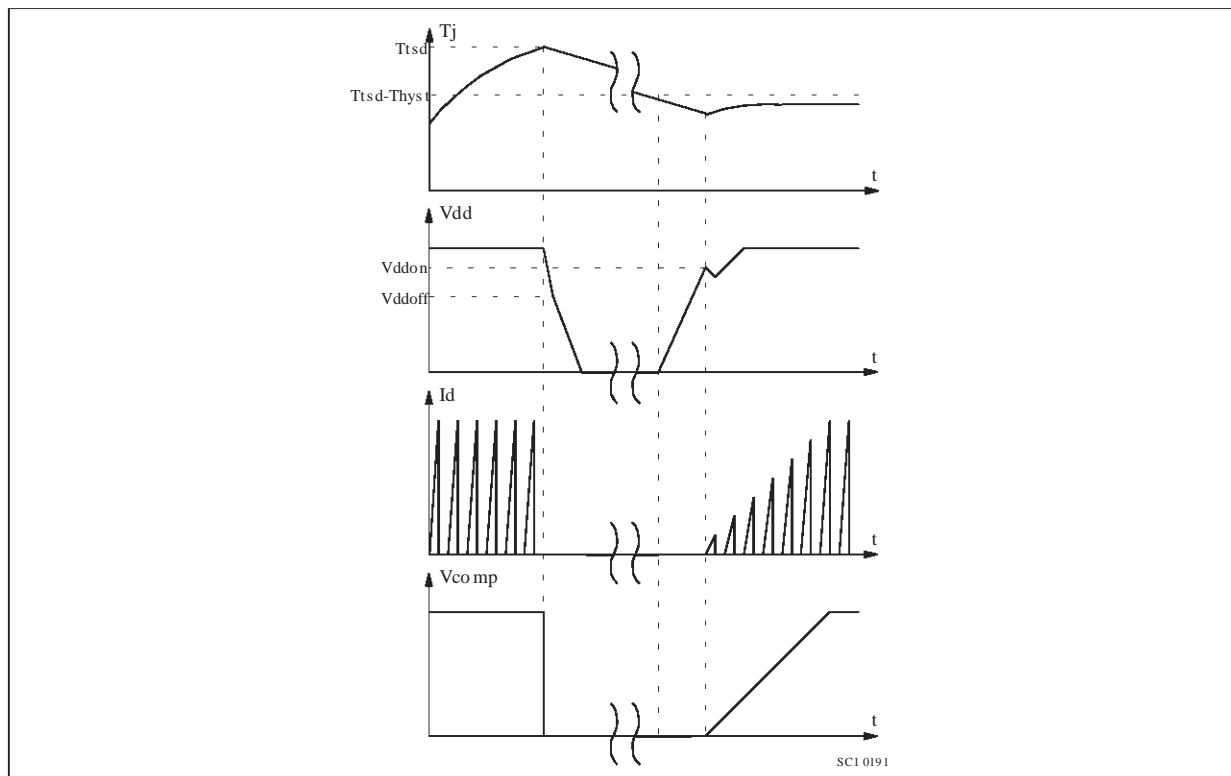 Tj
Ttsd
Ttsd-Thyst
t
Vdd
Vddon
Vddoff
t
Id
t
Vcomp
t
SC10191